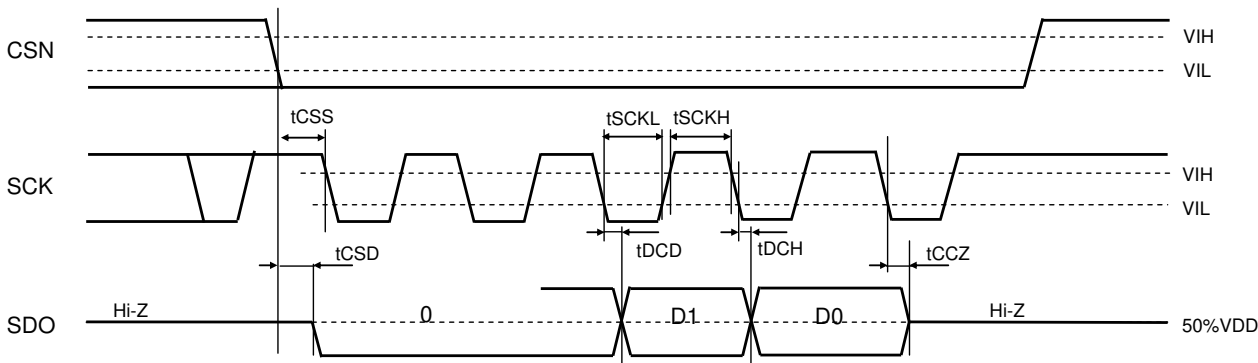 CSN
VIH
VIL
tCSS
tSCKL
tSCKH
SCK
VIH
VIL
tCSD
tDCD
tDCH
tCCZ
SDO
Hi-Z
0
D1
D0
Hi-Z
50%VDD